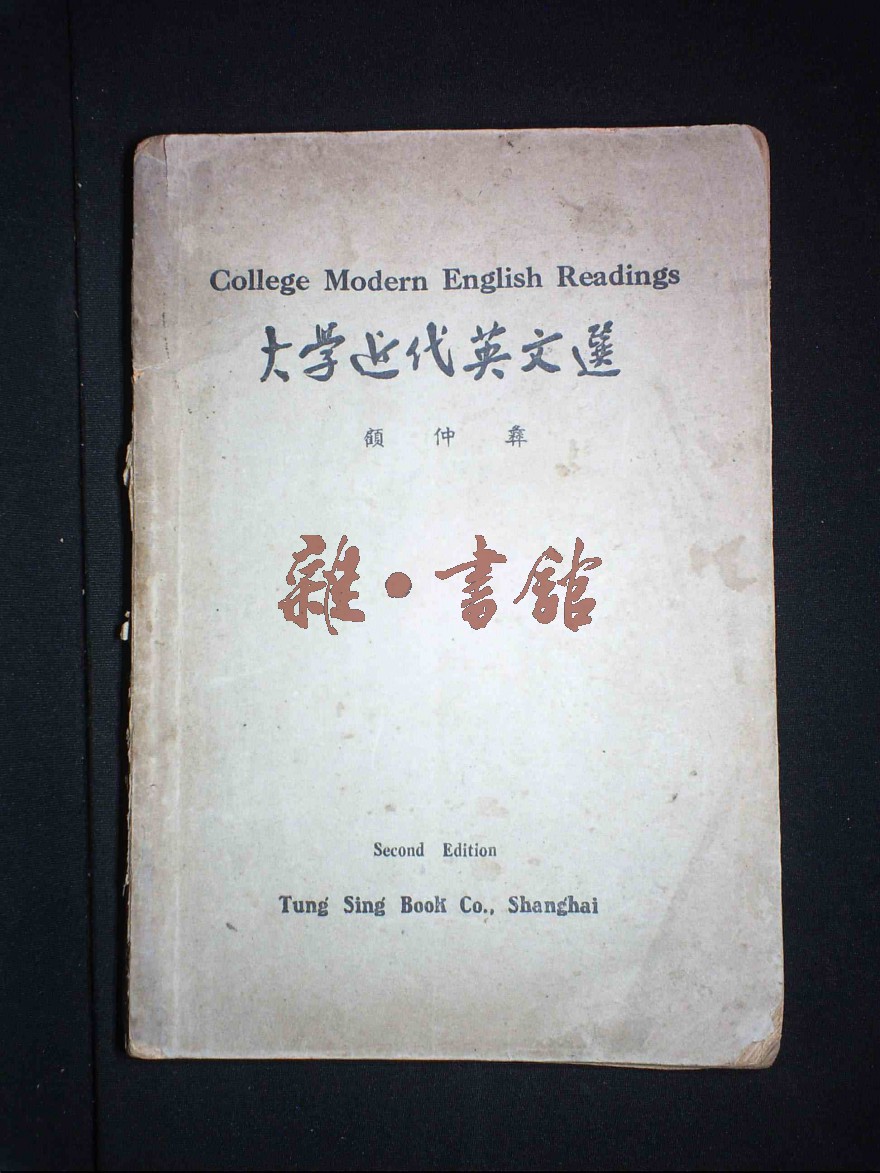 College Modern English Readings
大学近代英文選
顧仲彝
雜·書館
Second Edition
Tung Sing Book Co., Shanghai